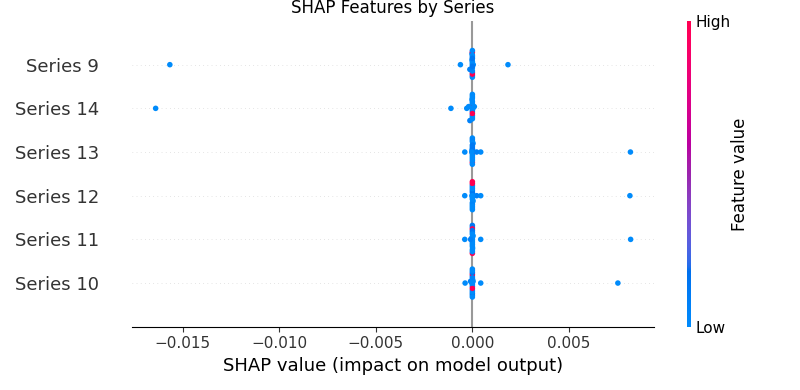 SHAP Features by Series
High
Series 9
Series 14
Series 13
Series 12
Series 11
Series 10
Feature value
Low
−0.015
−0.010
−0.005
0.000
0.005
SHAP value (impact on model output)